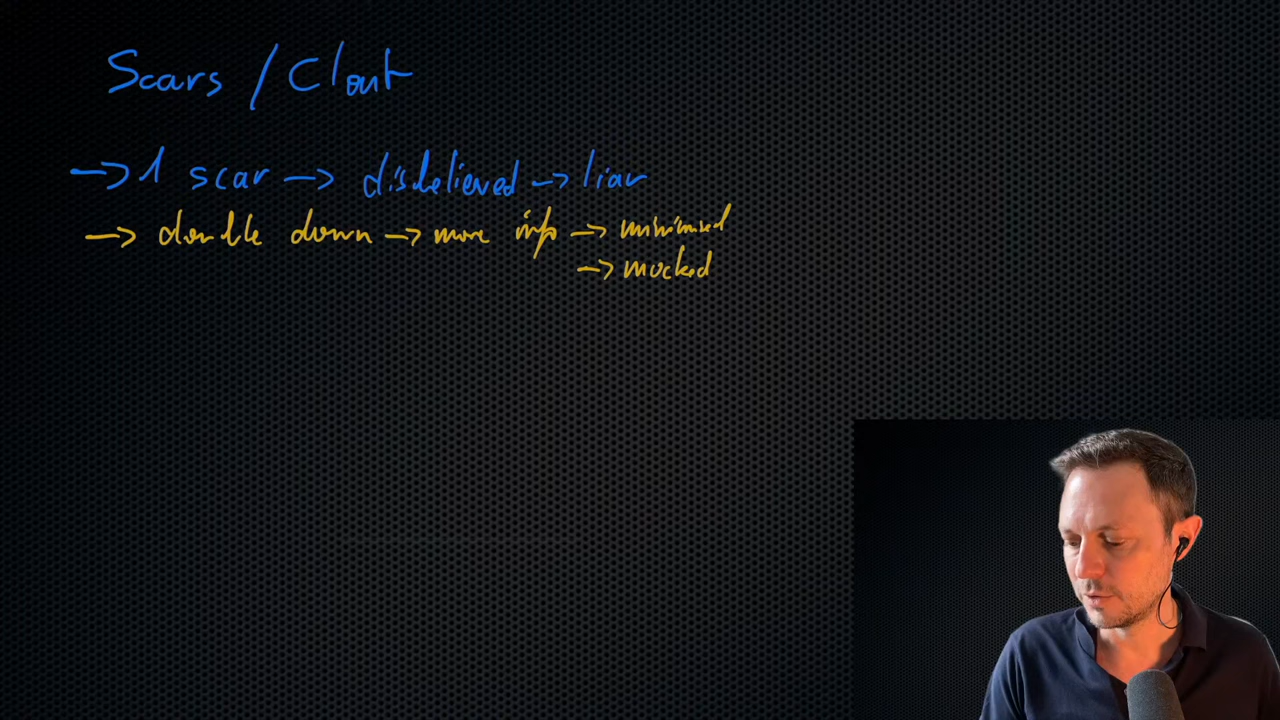 Scars / Clout
→ 1 scar → disbelieved → liar
→ double down → more info → minimized
→ mocked